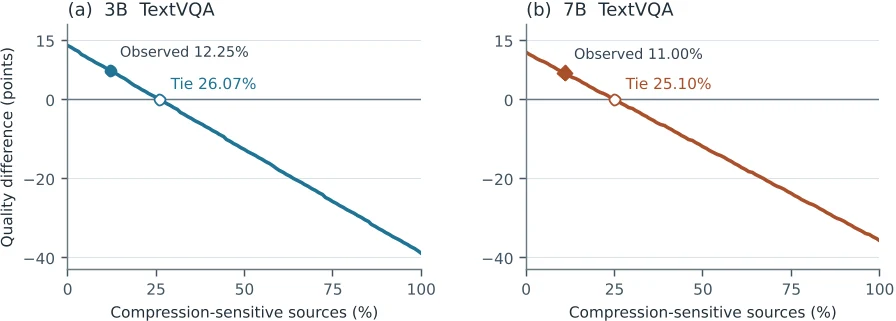 (a) 3B TextVQA
Quality difference (points)
15
0
−20
−40
Observed 12.25%
Tie 26.07%
0 25 50 75 100
Compression-sensitive sources (%)
(b) 7B TextVQA
15
0
−20
−40
Observed 11.00%
Tie 25.10%
0 25 50 75 100
Compression-sensitive sources (%)